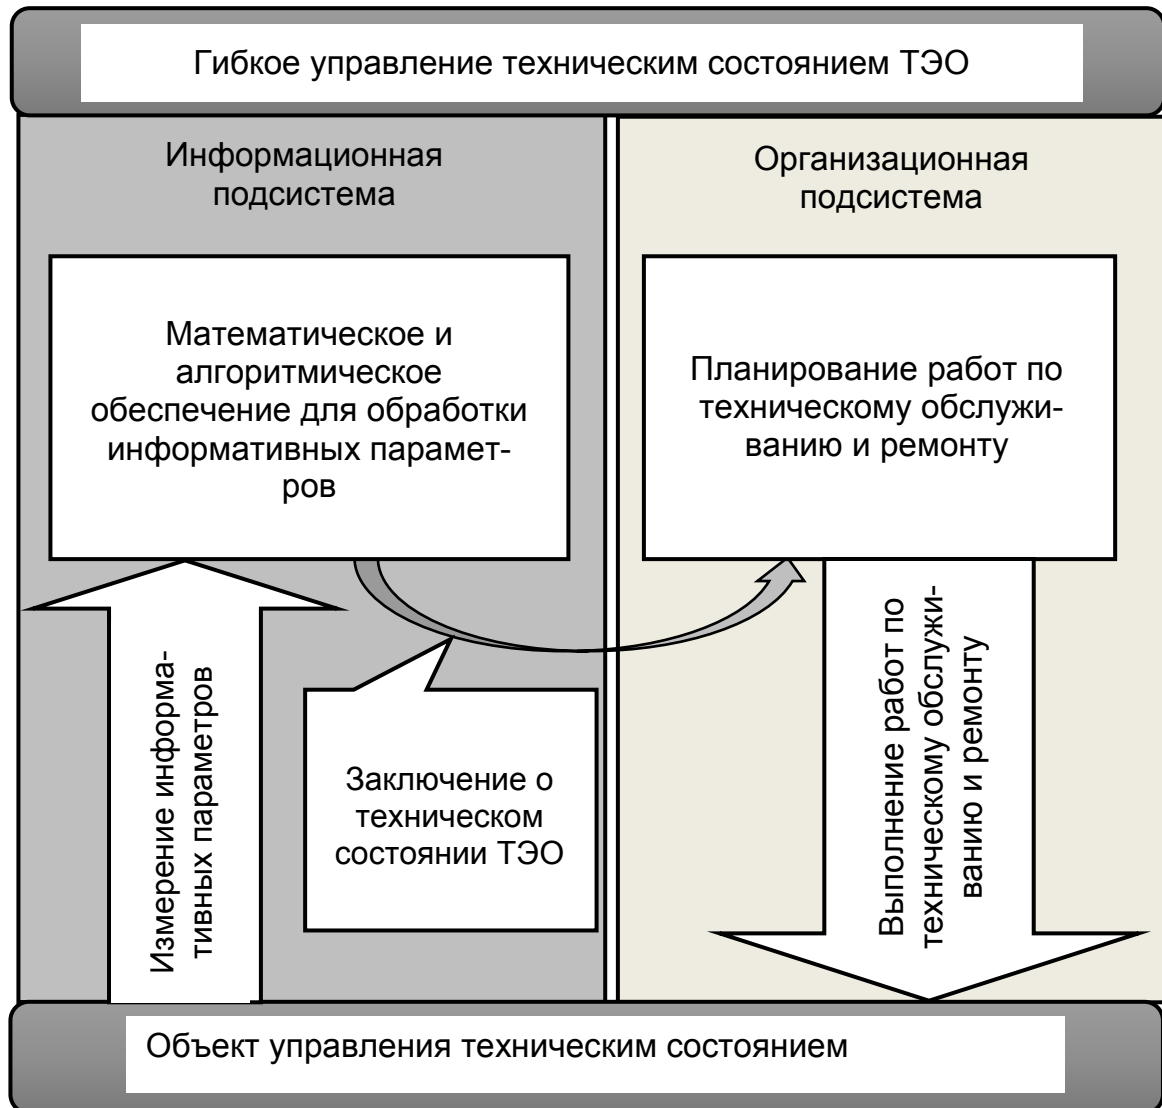 Гибкое управление техническим состоянием ТЭО
Информационная
подсистема
Организационная
подсистема
Математическое и
алгоритмическое
обеспечение для обработки
информативных парамет-
ров
Планирование работ по
техническому обслужи-
ванию и ремонту
Измерение информа-
тивных параметров
Заключение о
техническом
состоянии ТЭО
Выполнение работ по
техническому обслужи-
ванию и ремонту
Объект управления техническим состоянием